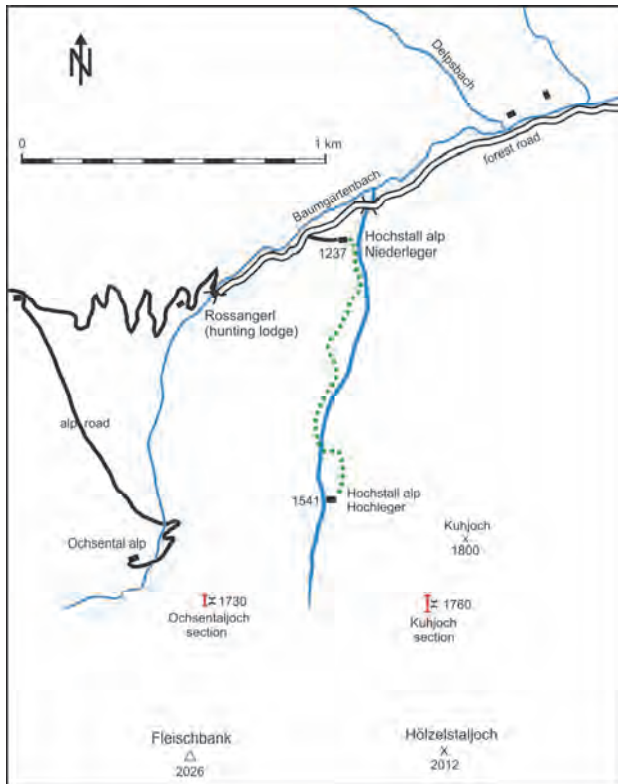 N
Delpsbach
0
1 km
forest road
Baumgartenbach
Hochstall alp
Niederleger
1237
Rossangerl
(hunting lodge)
alp road
1541
Hochstall alp
Hochleger
Kuhjoch
x
1800
Ochsental alp
1730
Ochsentaljoch
section
1760
Kuhjoch
section
Fleischbank
2026
Hölzelstaljoch
x
2012